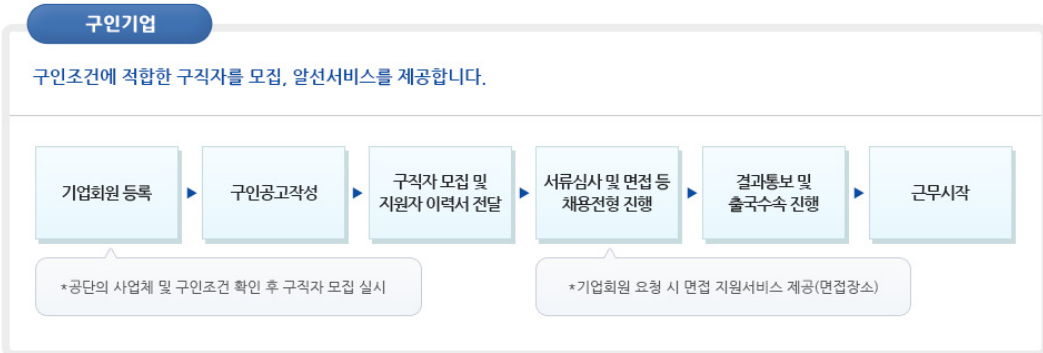 구인기업
구인조건에 적합한 구직자를 모집, 알선서비스를 제공합니다.
기업회원 등록
구인공고작성
구직자 모집 및
지원자 이력서 전달
서류심사 및 면접 등
채용전형 진행
결과통보 및
출국수속 진행
근무시작
*공단의 사업체 및 구인조건 확인 후 구직자 모집 실시
*기업회원 요청 시 면접 지원서비스 제공(면접장소)